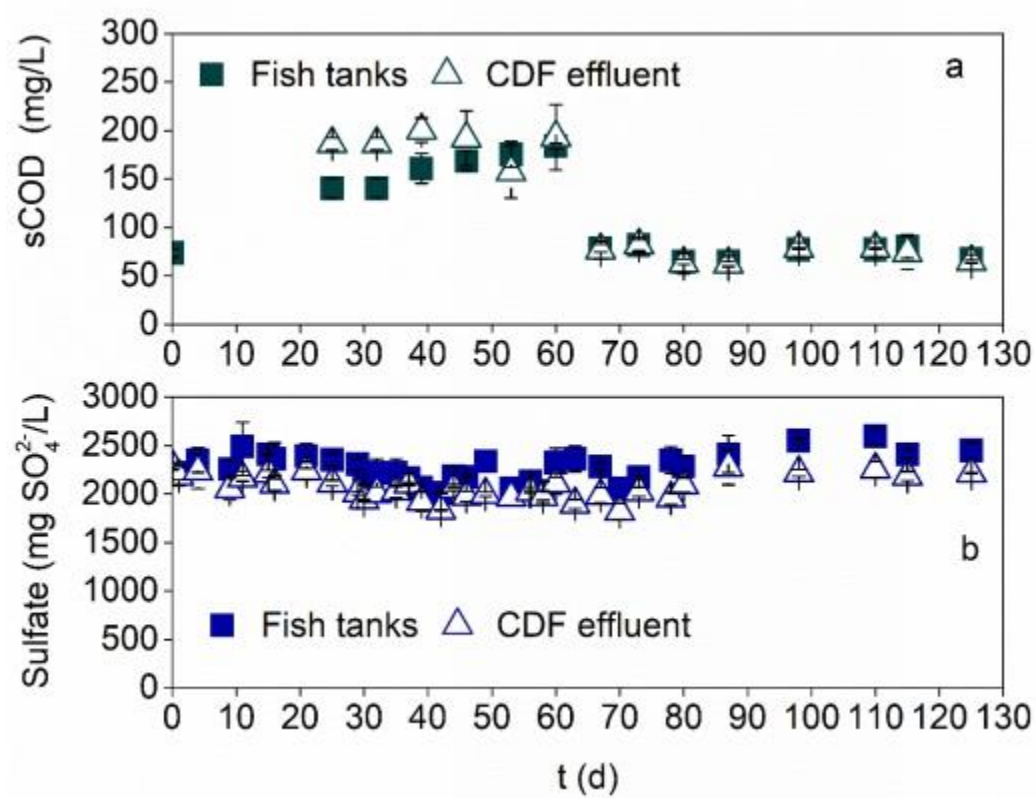 300
250
200
150
100
50
0
sCOD (mg/L)
Fish tanks CDF effluent
a
0 10 20 30 40 50 60 70 80 90 100 110 120 130
3000
2500
2000
1500
1000
500
0
Sulfate (mg SO₄²⁻/L)
b
Fish tanks CDF effluent
0 10 20 30 40 50 60 70 80 90 100 110 120 130
t (d)